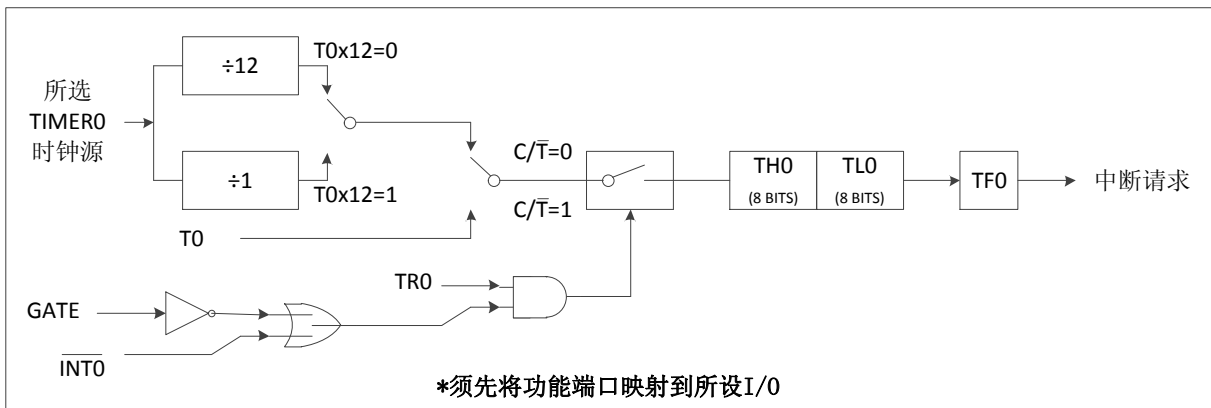 ÷12
T0x12=0
所选
TIMER0
时钟源
÷1
T0x12=1
T0
C/T̅=0
C/T̅=1
TH0
(8 BITS)
TL0
(8 BITS)
TF0
中断请求
TR0
GATE
I̅N̅T̅0̅
*须先将功能端口映射到所设I/0